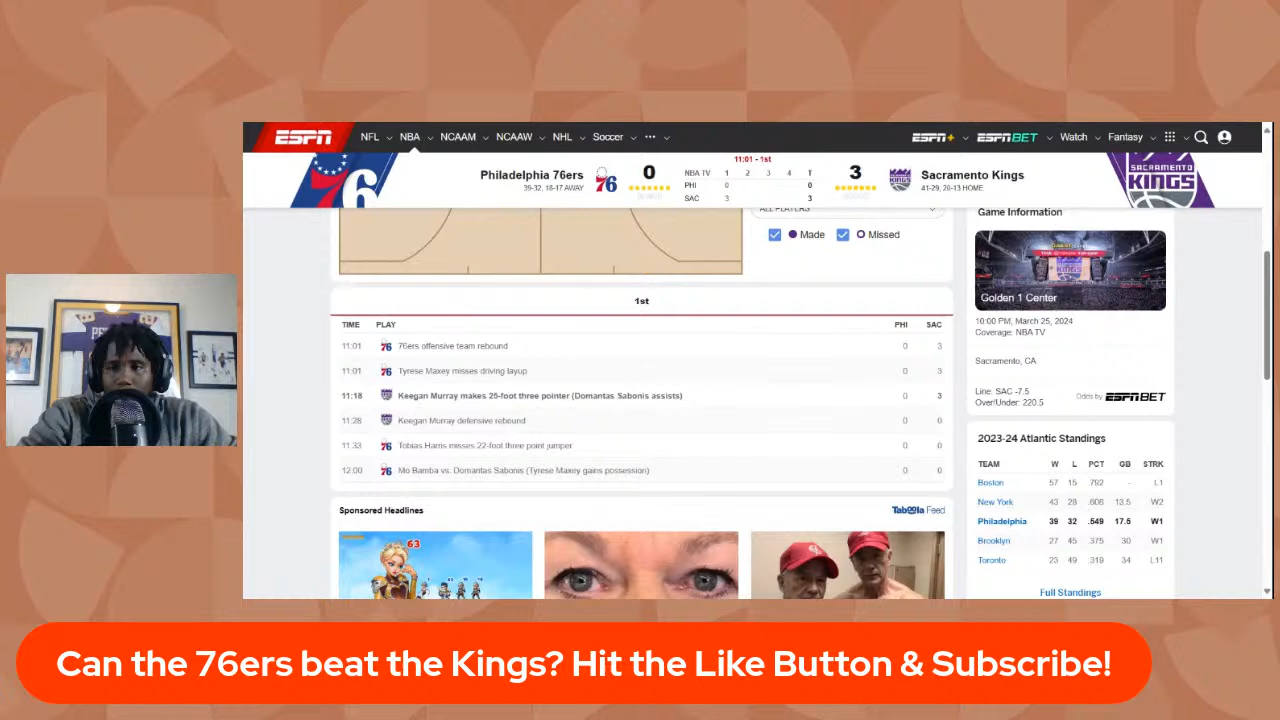 ESPN NFL NBA NCAAM NCAAW NHL Soccer ESPN+ ESPN BET Watch Fantasy
11:01 - 1st
Philadelphia 76ers 76 0 NBA TV 1 2 3 4 T 3 Sacramento Kings
39-32, 18-17 AWAY PHI 0 0 41-29, 20-13 HOME
SAC 3 3
76
SACRAMENTO
KINGS
ALL PLAYERS
Made Missed
1st
TIME PLAY PHI SAC
11:01 76ers offensive team rebound 0 3
11:01 Tyrese Maxey misses driving layup 0 3
11:18 Keegan Murray makes 25-foot three pointer (Domantas Sabonis assists) 0 3
11:28 Keegan Murray defensive rebound 0 0
11:33 Tobias Harris misses 22-foot three point jumper 0 0
12:00 Mo Bamba vs. Domantas Sabonis (Tyrese Maxey gains possession) 0 0
Sponsored Headlines Taboola Feed
63
Game Information
KINGS
Golden 1 Center
10:00 PM, March 25, 2024
Coverage: NBA TV
Sacramento, CA
Line: SAC -7.5
Over/Under: 220.5
Odds by ESPN BET
2023-24 Atlantic Standings
TEAM W L PCT GB STRK
Boston 57 15 .792 - L1
New York 43 28 .606 13.5 W2
Philadelphia 39 32 .549 17.5 W1
Brooklyn 27 45 .375 30 W1
Toronto 23 49 .319 34 L11
Full Standings
Can the 76ers beat the Kings? Hit the Like Button & Subscribe!